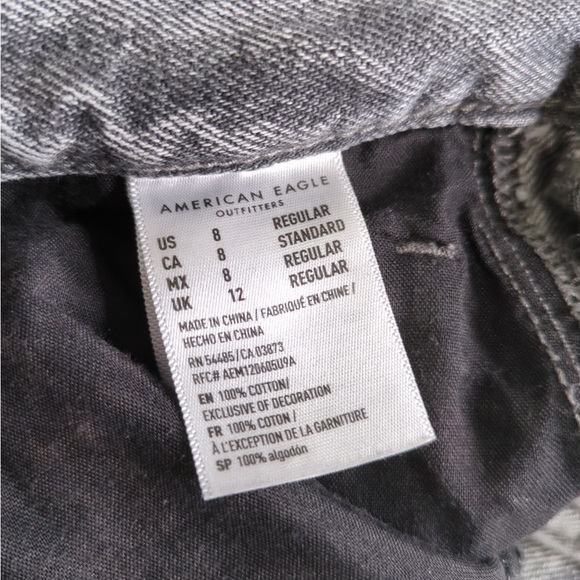 AMERICAN EAGLE
OUTFITTERS
US 8 REGULAR
CA 8 STANDARD
MX 8 REGULAR
UK 12 REGULAR
MADE IN CHINA / FABRIQUÉ EN CHINE /
HECHO EN CHINA
RN 54485/CA 03873
RFC# AEM120605U9A
EN 100% COTTON/
EXCLUSIVE OF DECORATION
FR 100% COTON /
À L'EXCEPTION DE LA GARNITURE
SP 100% algodón